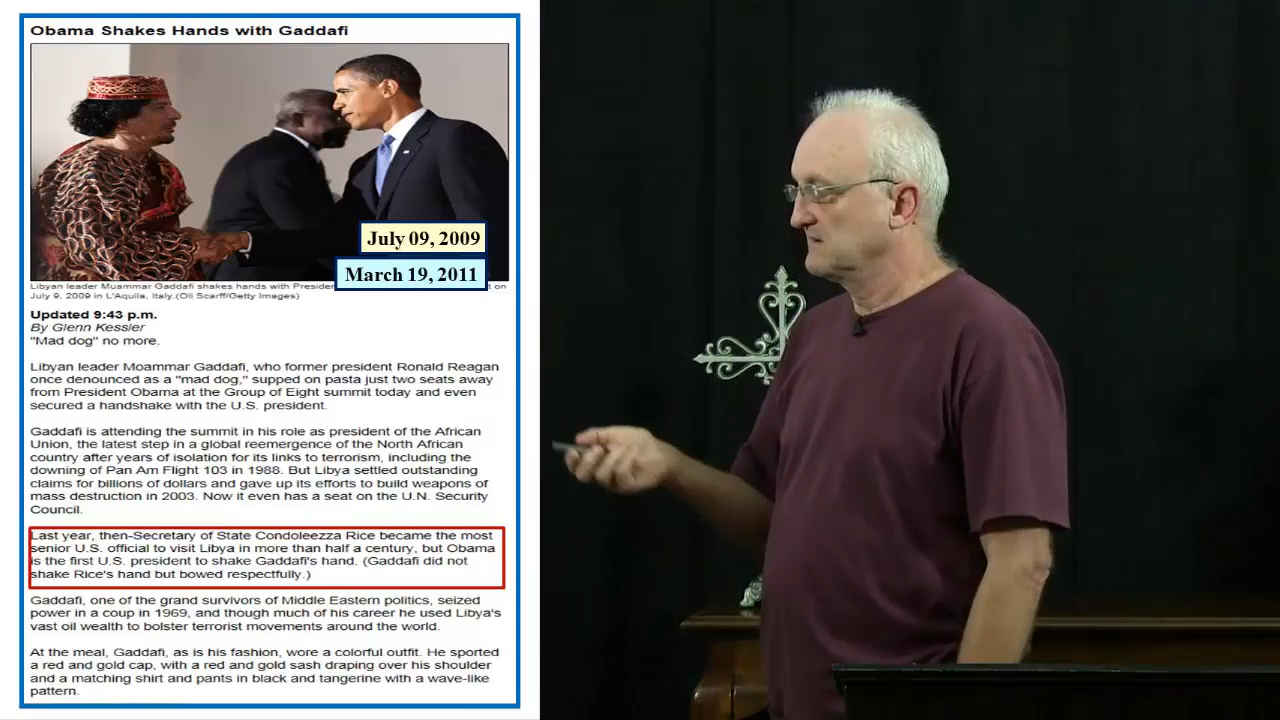 Obama Shakes Hands with Gaddafi
July 09, 2009
March 19, 2011
Libyan leader Muammar Gaddafi shakes hands with Presiden t on
July 9, 2009 in L'Aquila, Italy.(Oli Scarff/Getty Images)
Updated 9:43 p.m.
By Glenn Kessler
"Mad dog" no more.
Libyan leader Moammar Gaddafi, who former president Ronald Reagan
once denounced as a "mad dog," supped on pasta just two seats away
from President Obama at the Group of Eight summit today and even
secured a handshake with the U.S. president.
Gaddafi is attending the summit in his role as president of the African
Union, the latest step in a global reemergence of the North African
country after years of isolation for its links to terrorism, including the
downing of Pan Am Flight 103 in 1988. But Libya settled outstanding
claims for billions of dollars and gave up its efforts to build weapons of
mass destruction in 2003. Now it even has a seat on the U.N. Security
Council.
Last year, then-Secretary of State Condoleezza Rice became the most
senior U.S. official to visit Libya in more than half a century, but Obama
is the first U.S. president to shake Gaddafi's hand. (Gaddafi did not
shake Rice's hand but bowed respectfully.)
Gaddafi, one of the grand survivors of Middle Eastern politics, seized
power in a coup in 1969, and though much of his career he used Libya's
vast oil wealth to bolster terrorist movements around the world.
At the meal, Gaddafi, as is his fashion, wore a colorful outfit. He sported
a red and gold cap, with a red and gold sash draping over his shoulder
and a matching shirt and pants in black and tangerine with a wave-like
pattern.